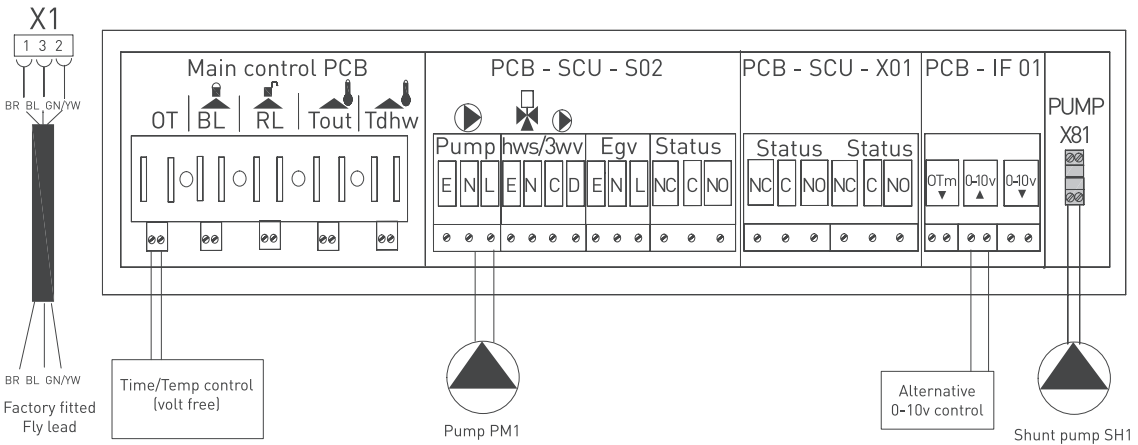 X1
1 3 2
BR BL GN/YW
BR BL GN/YW
Factory fitted
Fly lead
Main control PCB
OT BL RL Tout Tdhw
Time/Temp control
(volt free)
PCB - SCU - S02
Pump hws/3wv Egv Status
E N L E N C D E N L NC C NO
Pump PM1
PCB - SCU - X01
Status Status
NC C NO NC C NO
PCB - IF 01
OTm 0-10v 0-10v
Alternative
0-10v control
PUMP
X81
Shunt pump SH1